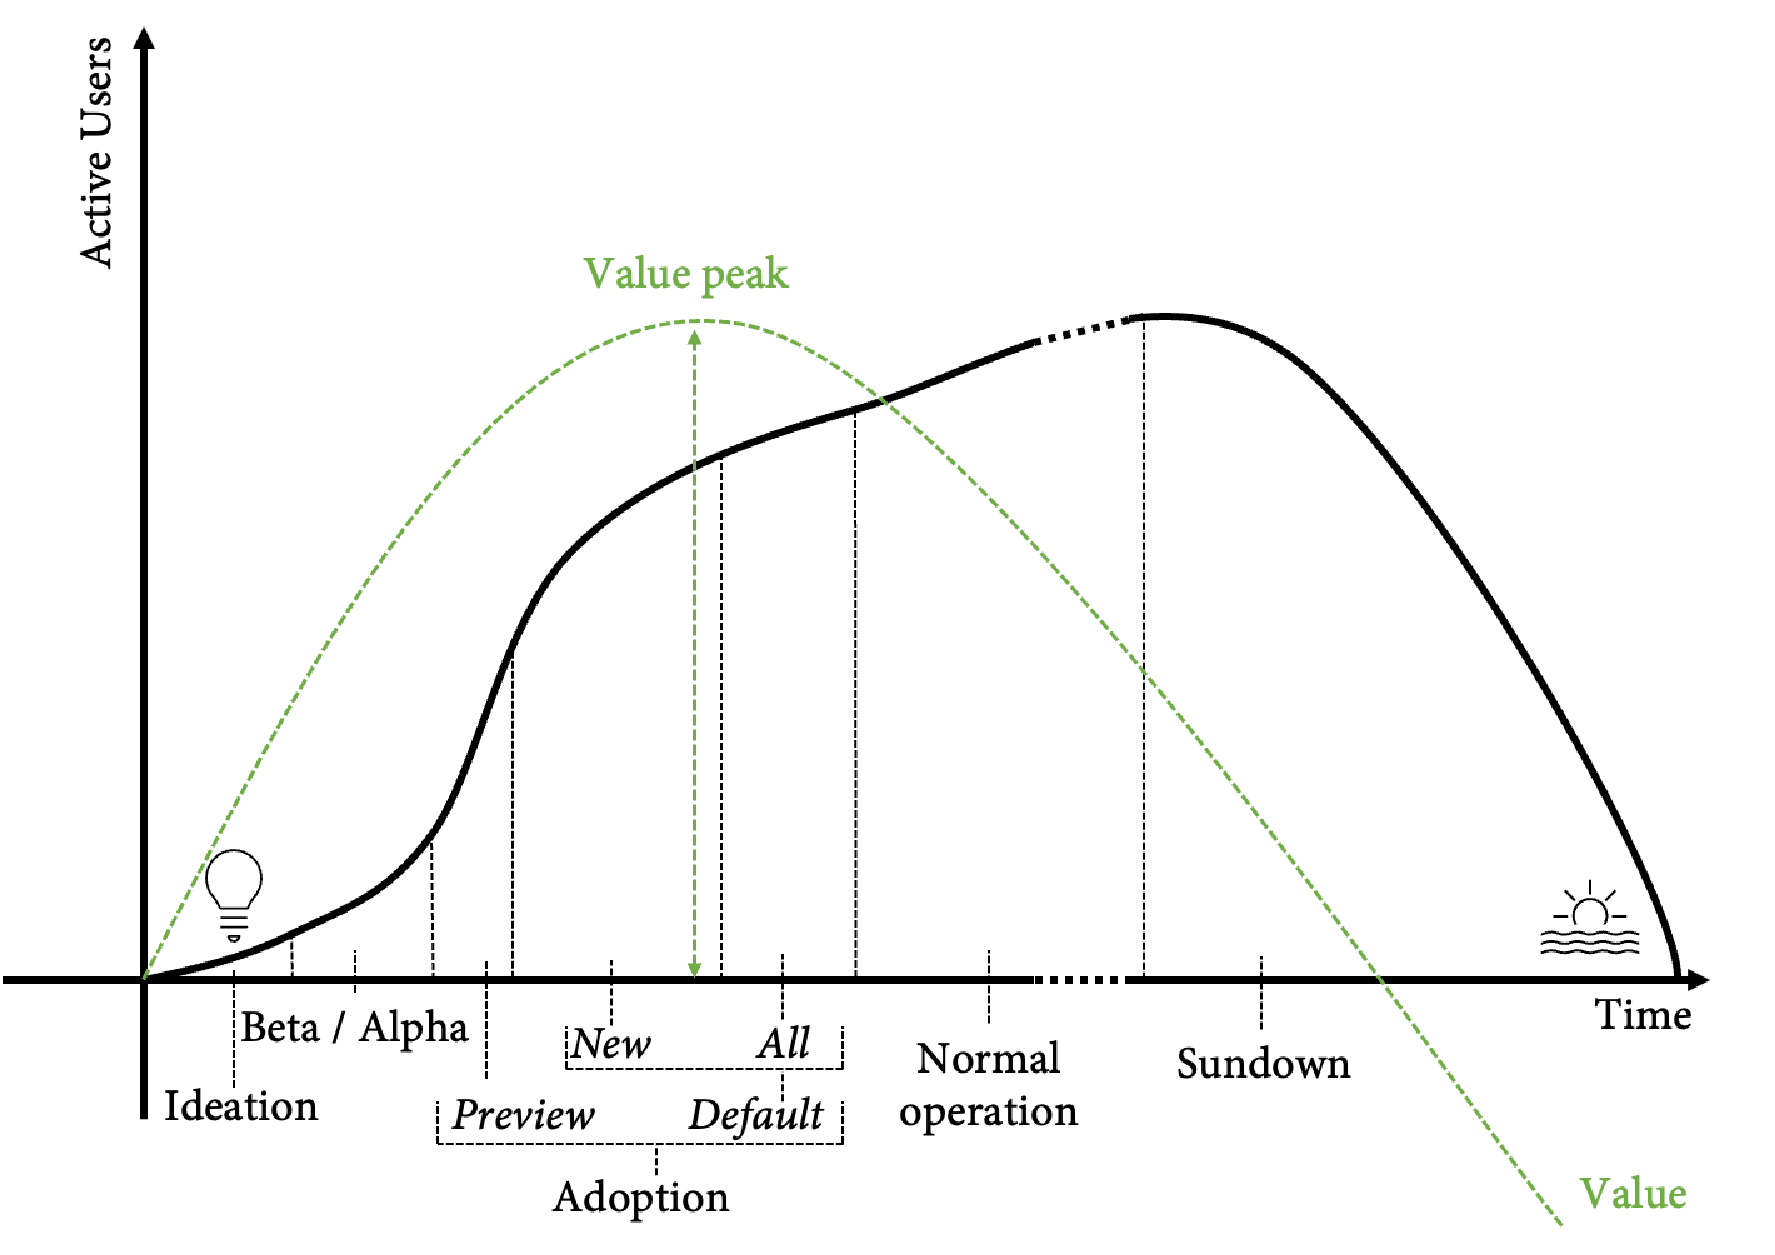 Active Users
Value peak
Time
Beta / Alpha
New
All
Normal
operation
Sundown
Ideation
Preview
Default
Adoption
Value